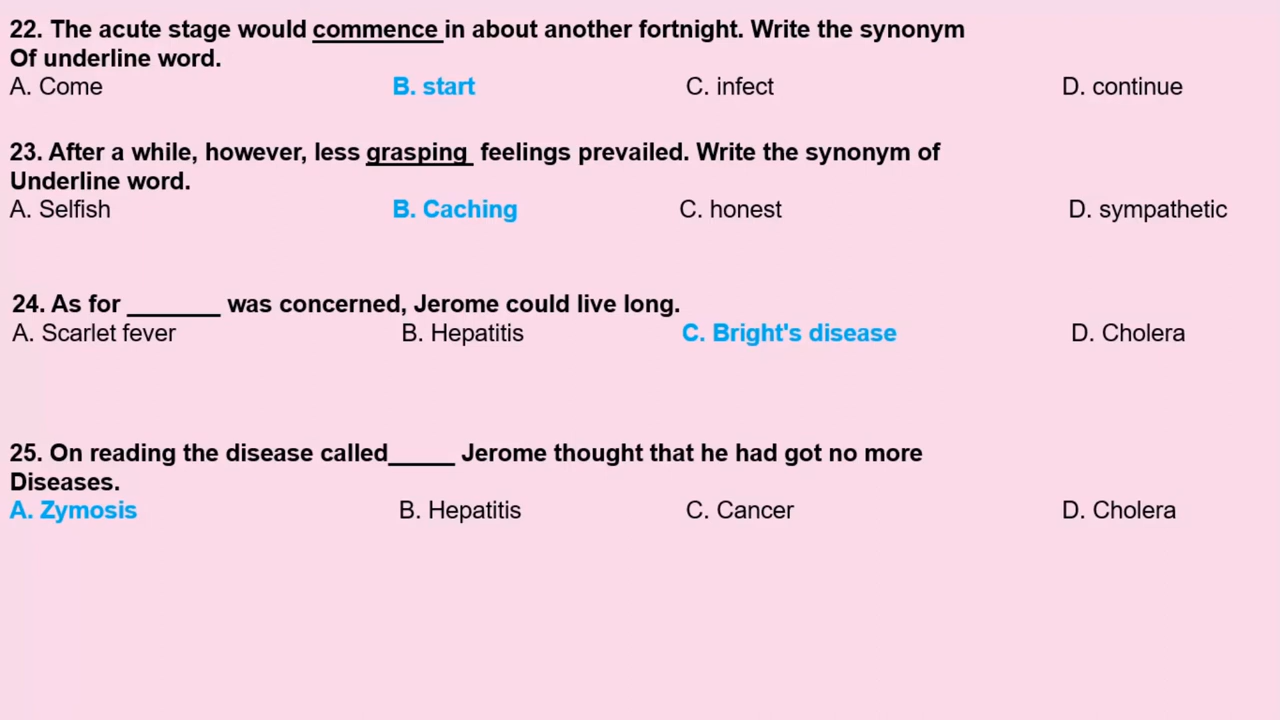 22. The acute stage would commence in about another fortnight. Write the synonym
Of underline word.
A. Come B. start C. infect D. continue
23. After a while, however, less grasping feelings prevailed. Write the synonym of
Underline word.
A. Selfish B. Caching C. honest D. sympathetic
24. As for _______ was concerned, Jerome could live long.
A. Scarlet fever B. Hepatitis C. Bright's disease D. Cholera
25. On reading the disease called_____ Jerome thought that he had got no more
Diseases.
A. Zymosis B. Hepatitis C. Cancer D. Cholera